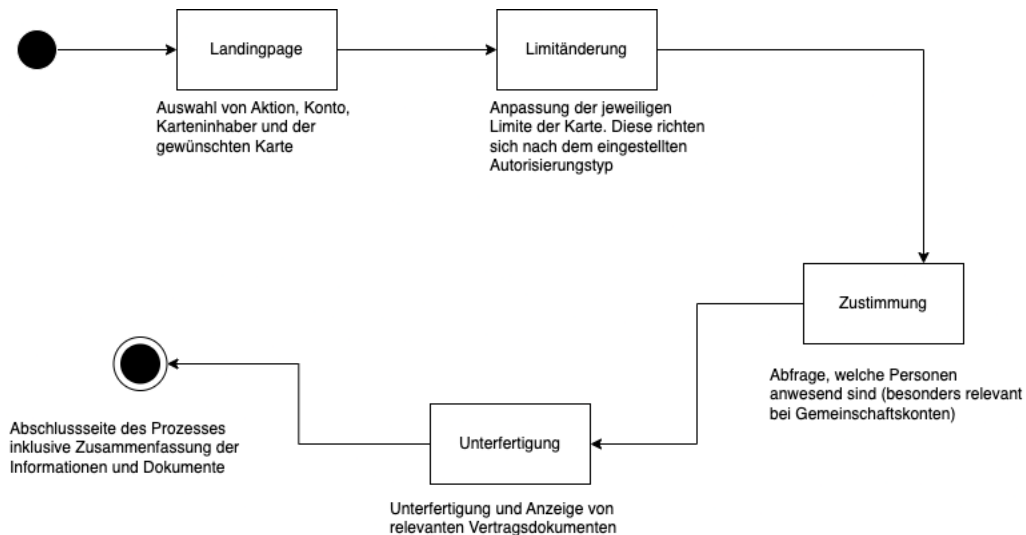 Landingpage
Auswahl von Aktion, Konto,
Karteninhaber und der
gewünschten Karte
Limitänderung
Anpassung der jeweiligen
Limite der Karte. Diese richten
sich nach dem eingestellten
Autorisierungstyp
Zustimmung
Abfrage, welche Personen
anwesend sind (besonders relevant
bei Gemeinschaftskonten)
Unterfertigung
Unterfertigung und Anzeige von
relevanten Vertragsdokumenten
Abschlussseite des Prozesses
inklusive Zusammenfassung der
Informationen und Dokumente